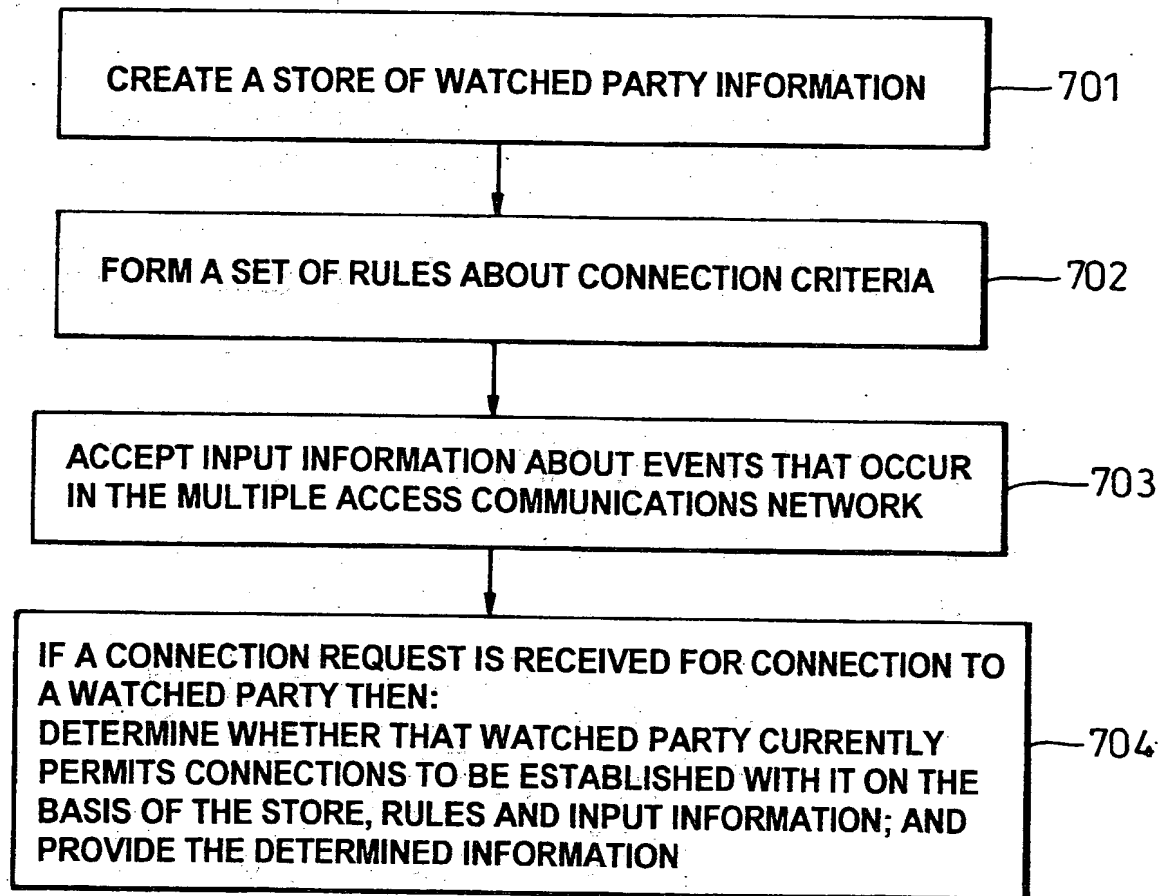 CREATE A STORE OF WATCHED PARTY INFORMATION
701
FORM A SET OF RULES ABOUT CONNECTION CRITERIA
702
ACCEPT INPUT INFORMATION ABOUT EVENTS THAT OCCUR
IN THE MULTIPLE ACCESS COMMUNICATIONS NETWORK
703
IF A CONNECTION REQUEST IS RECEIVED FOR CONNECTION TO
A WATCHED PARTY THEN:
DETERMINE WHETHER THAT WATCHED PARTY CURRENTLY
PERMITS CONNECTIONS TO BE ESTABLISHED WITH IT ON THE
BASIS OF THE STORE, RULES AND INPUT INFORMATION; AND
PROVIDE THE DETERMINED INFORMATION
704